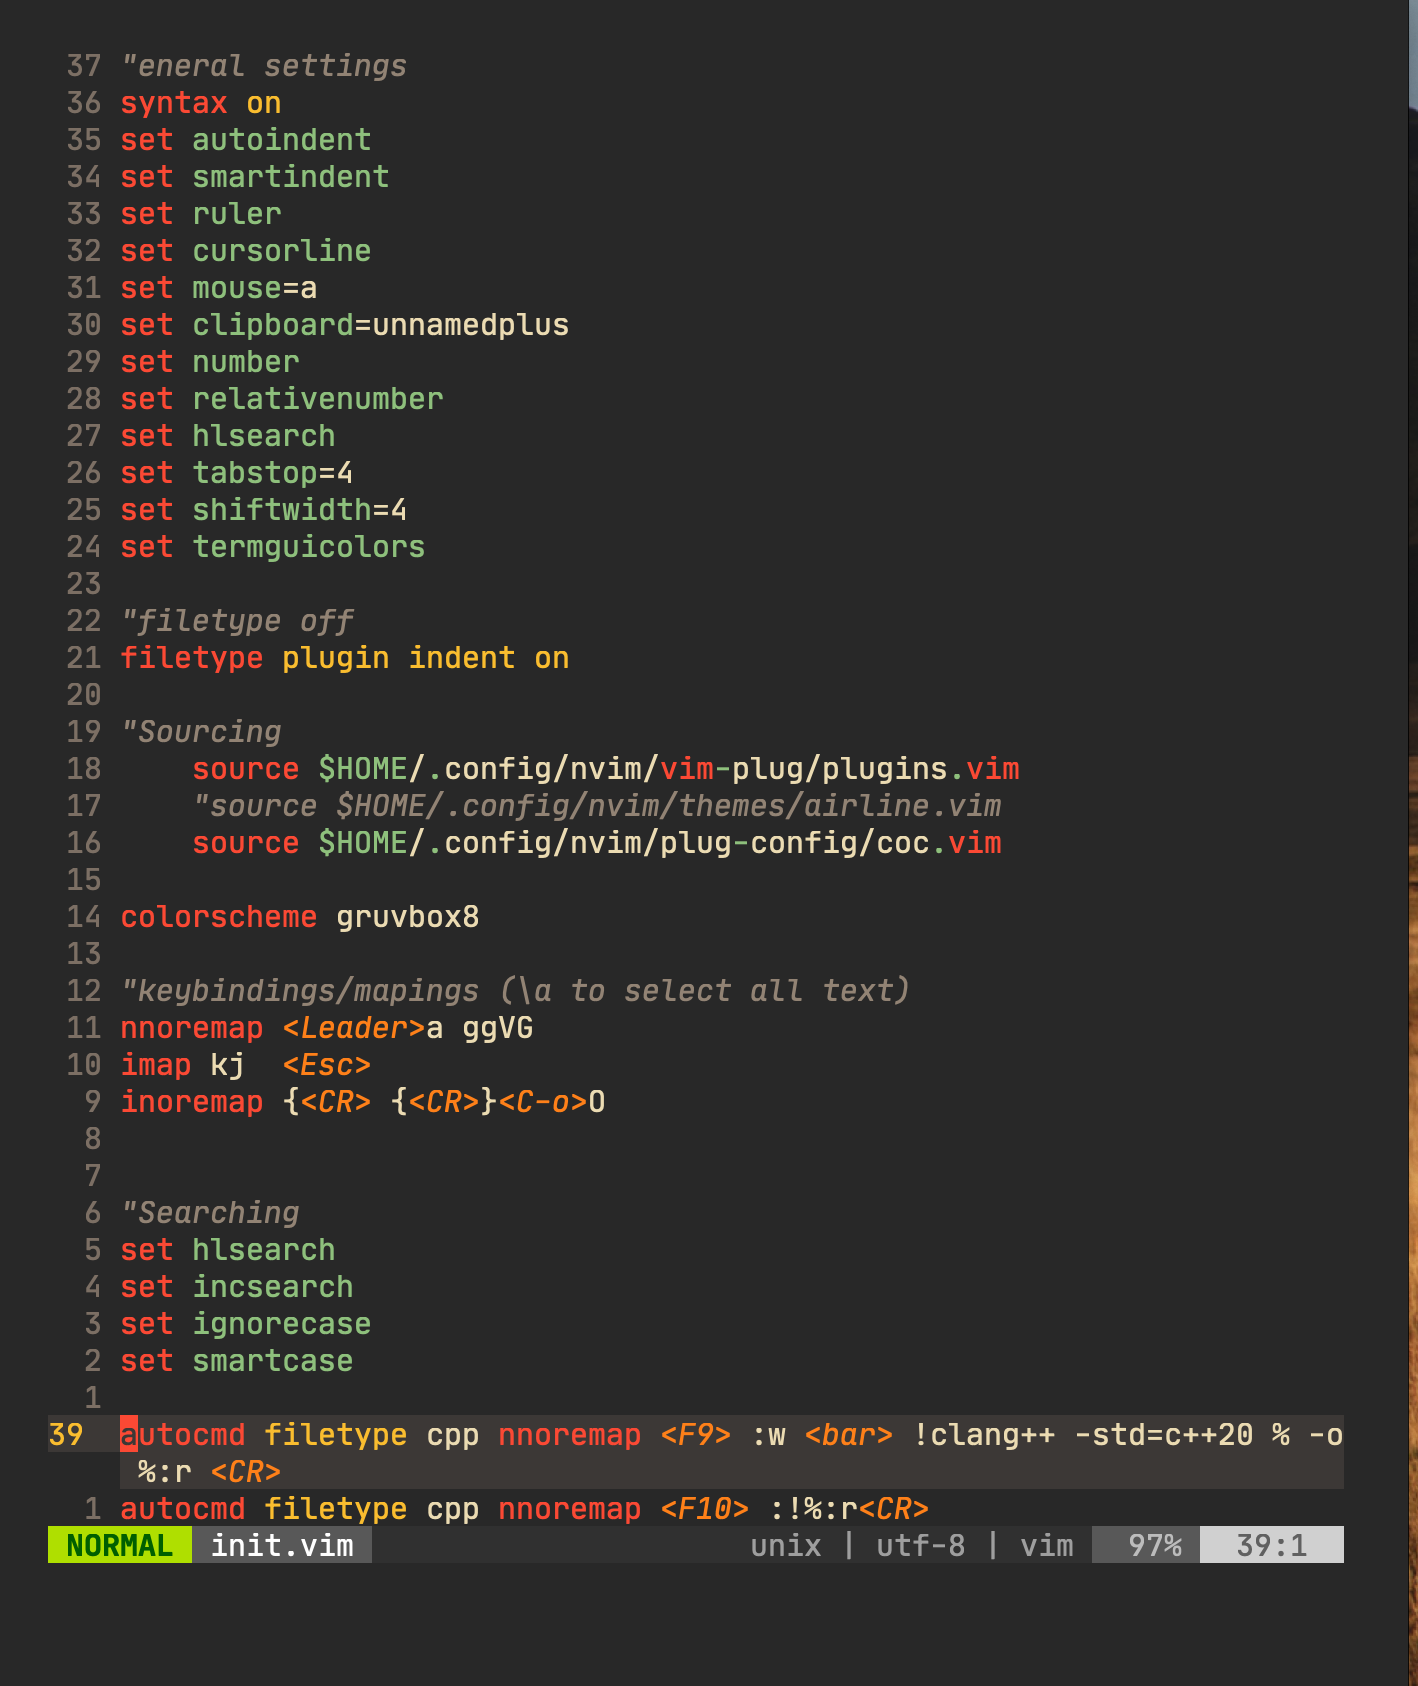 37 "eneral settings
36 syntax on
35 set autoindent
34 set smartindent
33 set ruler
32 set cursorline
31 set mouse=a
30 set clipboard=unnamedplus
29 set number
28 set relativenumber
27 set hlsearch
26 set tabstop=4
25 set shiftwidth=4
24 set termguicolors
23
22 "filetype off
21 filetype plugin indent on
20
19 "Sourcing
18     source $HOME/.config/nvim/vim-plug/plugins.vim
17     "source $HOME/.config/nvim/themes/airline.vim
16     source $HOME/.config/nvim/plug-config/coc.vim
15
14 colorscheme gruvbox8
13
12 "keybindings/mapings (\a to select all text)
11 nnoremap <Leader>a ggVG
10 imap kj  <Esc>
9 inoremap {<CR> {<CR>}<C-o>O
8
7
6 "Searching
5 set hlsearch
4 set incsearch
3 set ignorecase
2 set smartcase
1
39 autocmd filetype cpp nnoremap <F9> :w <bar> !clang++ -std=c++20 % -o
%:r <CR>
1 autocmd filetype cpp nnoremap <F10> :!%:r<CR>
NORMAL init.vim unix | utf-8 | vim 97% 39:1